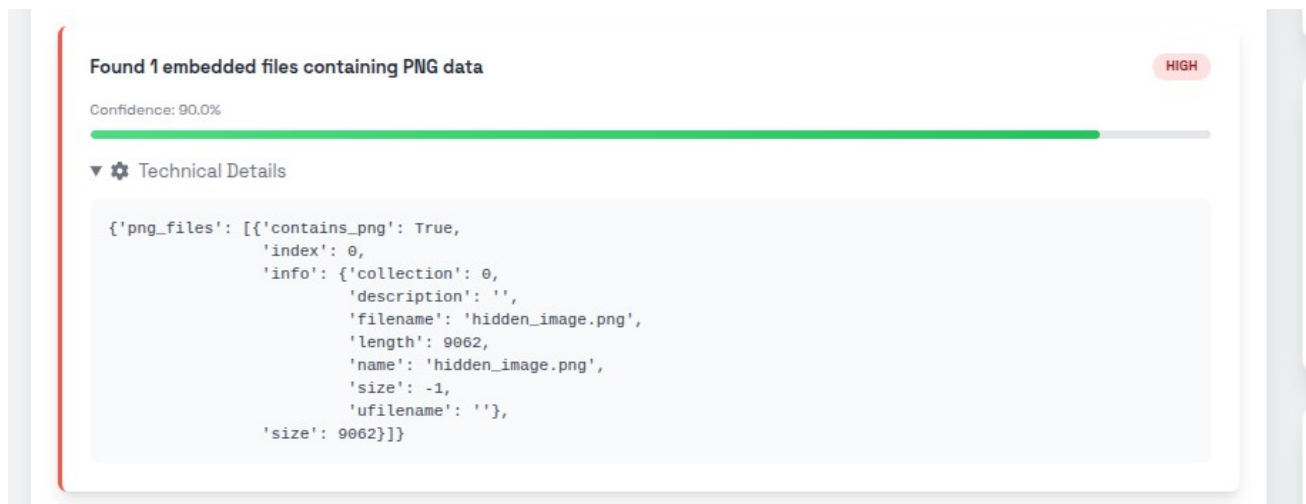 Found 1 embedded files containing PNG data
HIGH
Confidence: 90.0%
▼ Technical Details
{'png_files': [{'contains_png': True,
'index': 0,
'info': {'collection': 0,
'description': '',
'filename': 'hidden_image.png',
'length': 9062,
'name': 'hidden_image.png',
'size': -1,
'ufilename': ''},
'size': 9062}]}